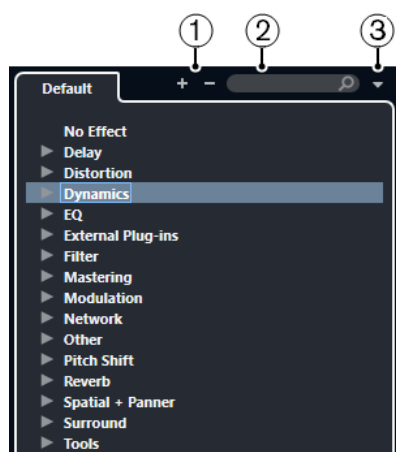 1 2 3
Default + −
No Effect
Delay
Distortion
Dynamics
EQ
External Plug-ins
Filter
Mastering
Modulation
Network
Other
Pitch Shift
Reverb
Spatial + Panner
Surround
Tools